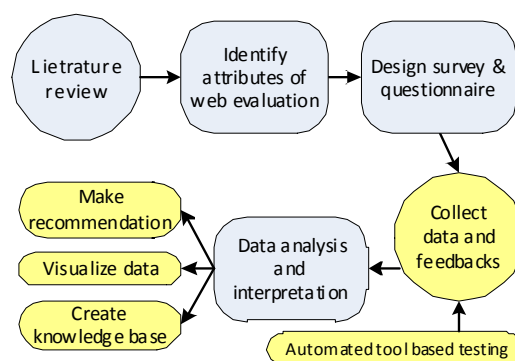 Lietrature
review
Identify
attributes of
web evaluation
Design survey &
questionnaire
Make
recommendation
Visualize data
Create
knowledge base
Data analysis
and
interpretation
Collect
data and
feedbacks
Automated tool based testing